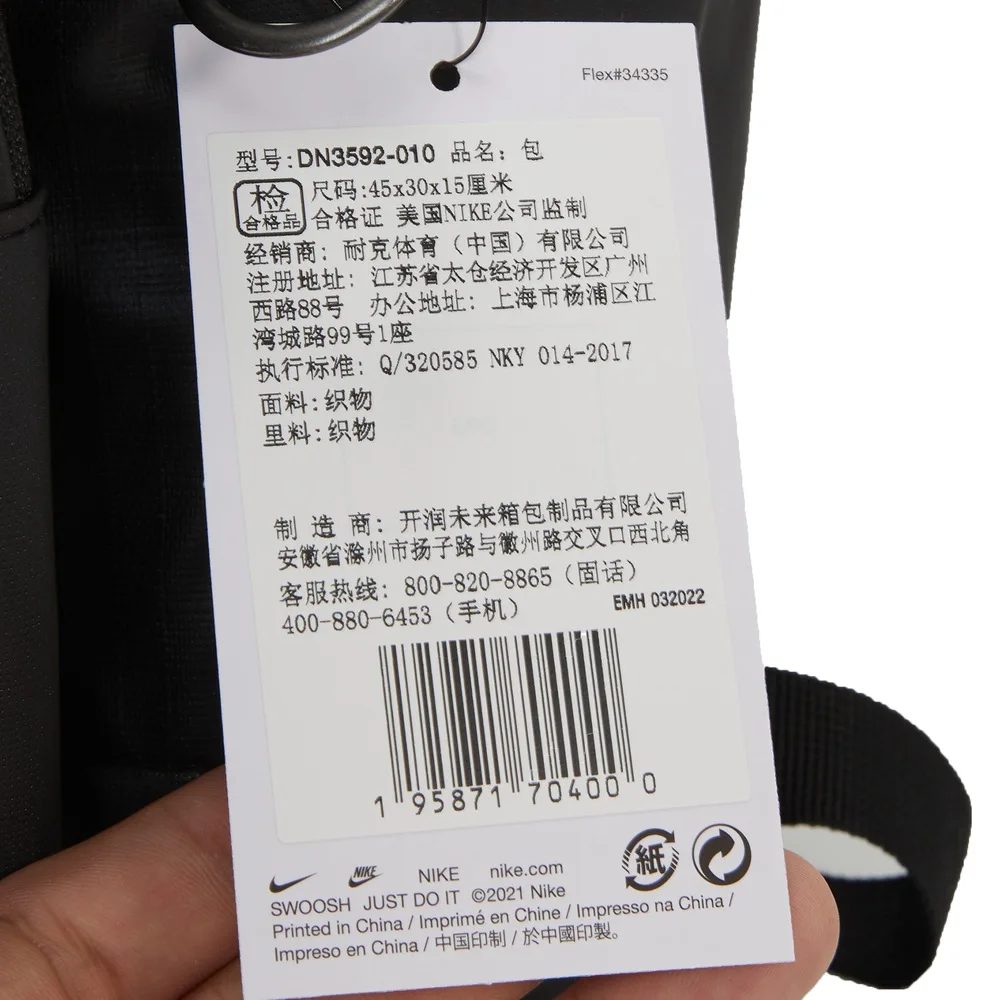 Flex#34335
型号:DN3592-010 品名: 包
检 合格品
尺码:45x30x15厘米
合格证 美国NIKE公司监制
经销商: 耐克体育（中国）有限公司
注册地址: 江苏省太仓经济开发区广州
西路88号 办公地址: 上海市杨浦区江
湾城路99号1座
执行标准: Q/320585 NKY 014-2017
面料:织物
里料:织物
制 造 商: 开润未来箱包制品有限公司
安徽省滁州市扬子路与徽州路交叉口西北角
客服热线: 800-820-8865（固话）
400-880-6453（手机）
EMH 032022
1 95871 70400 0
NIKE NIKE nike.com
SWOOSH JUST DO IT ©2021 Nike
Printed in China / Imprimé en Chine / Impresso na China /
Impreso en China / 中国印制 / 於中國印製。
紙